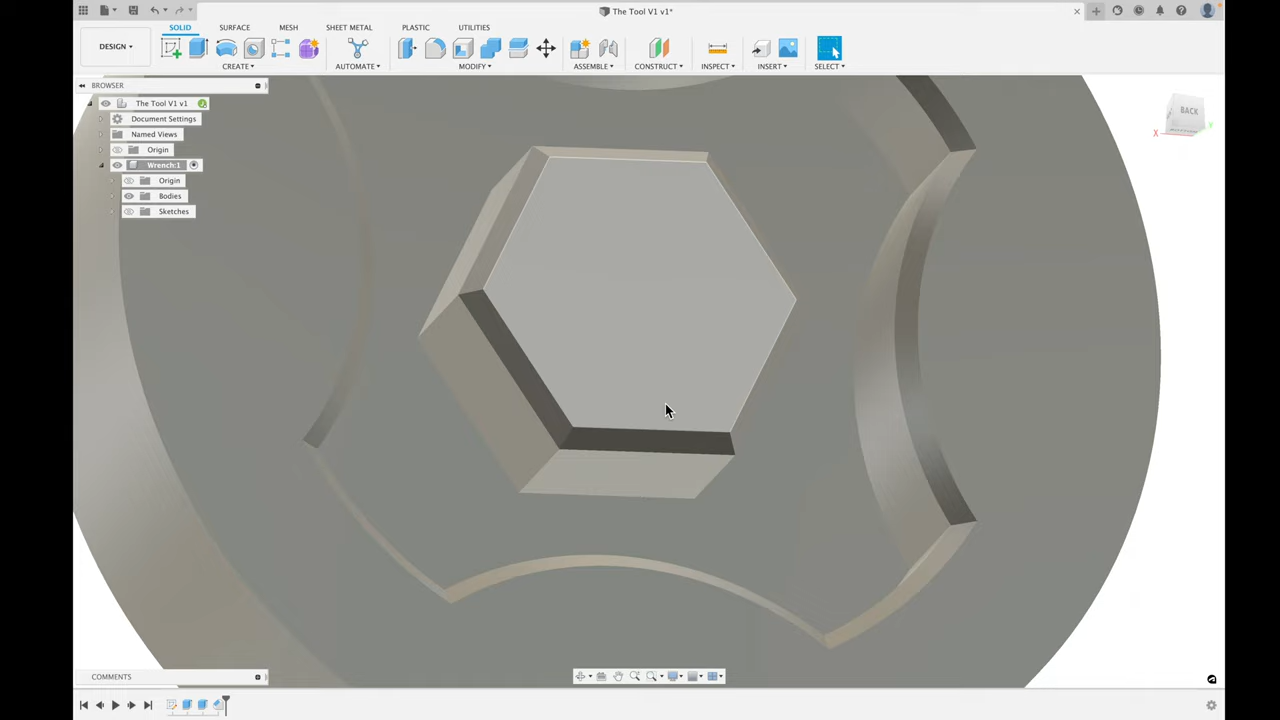 The Tool V1 v1*
DESIGN
SOLID
SURFACE
MESH
SHEET METAL
PLASTIC
UTILITIES
CREATE
AUTOMATE
MODIFY
ASSEMBLE
CONSTRUCT
INSPECT
INSERT
SELECT
BROWSER
The Tool V1 v1
Document Settings
Named Views
Origin
Wrench:1
Origin
Bodies
Sketches
BACK
X
Y
COMMENTS